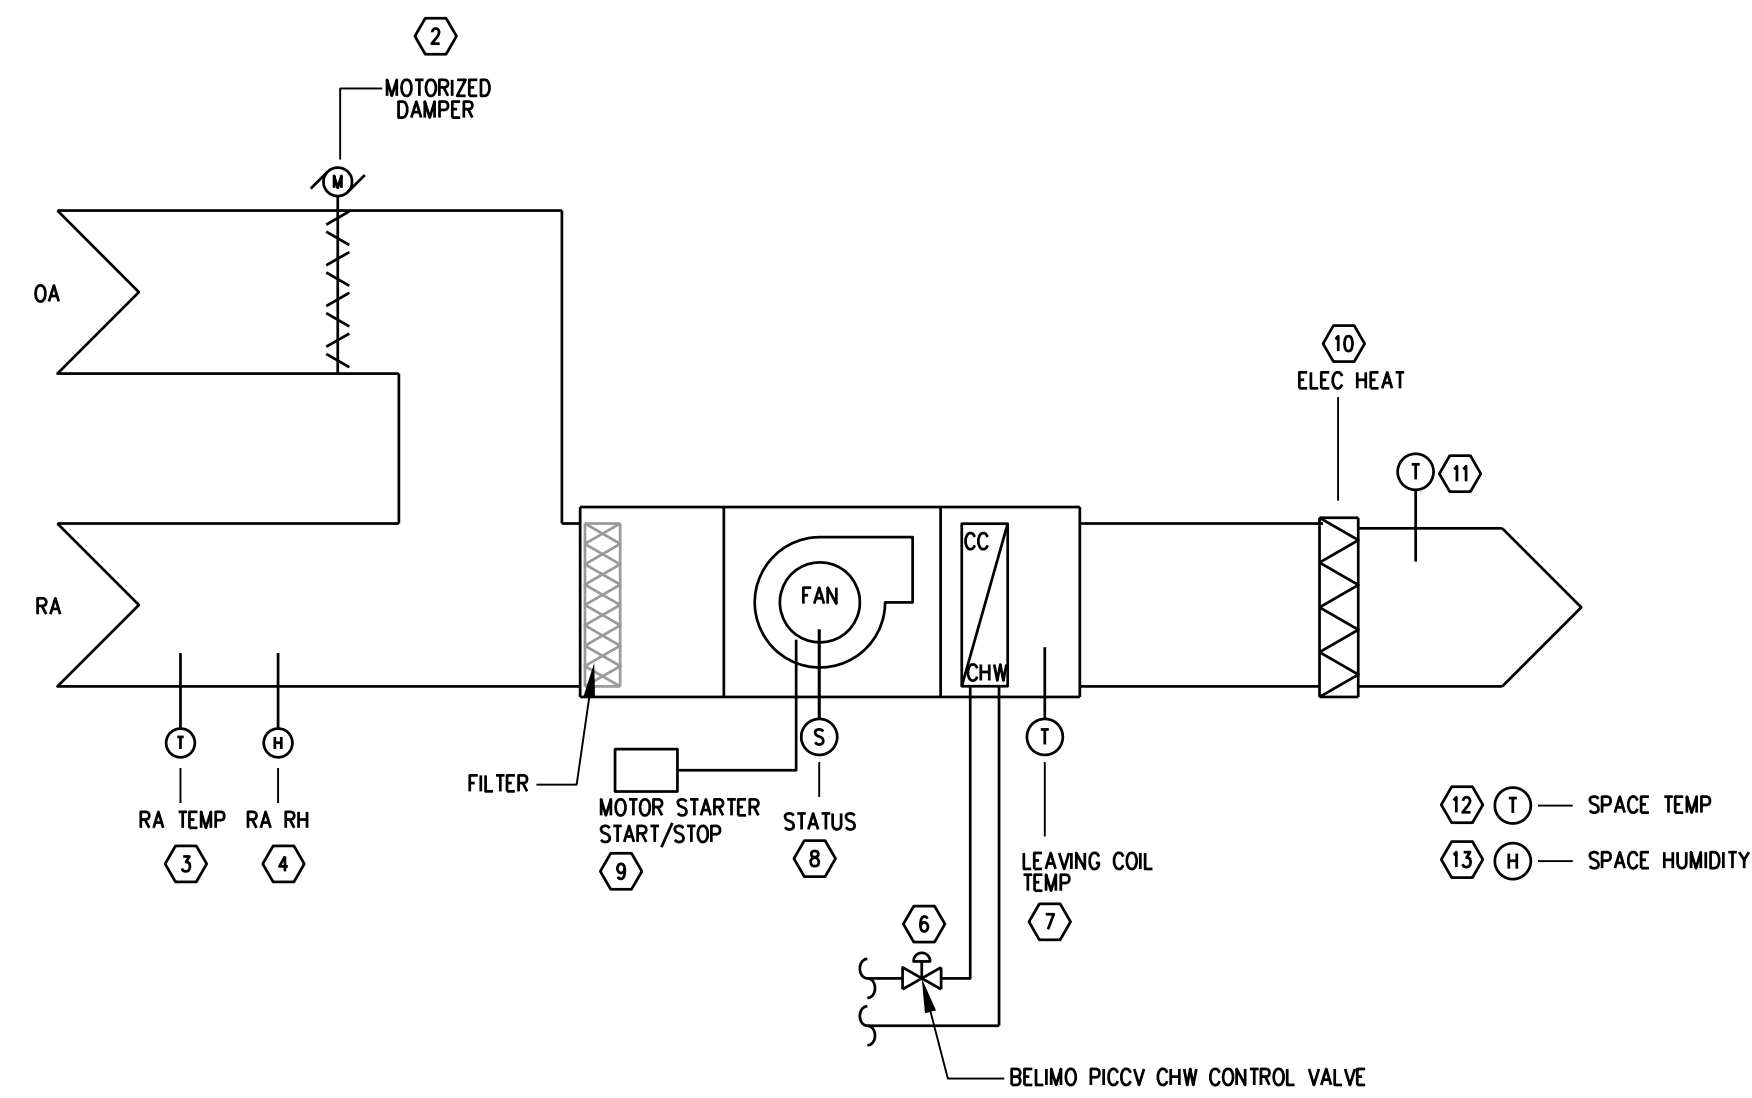 2
MOTORIZED
DAMPER
M
OA
10
ELEC HEAT
T
11
CC
FAN
RA
CHW
T
H
S
T
FILTER
MOTOR STARTER
START/STOP
9
RA TEMP
3
RA RH
4
STATUS
8
12
T
SPACE TEMP
13
H
SPACE HUMIDITY
LEAVING COIL
TEMP
7
6
BELIMO PICCV CHW CONTROL VALVE